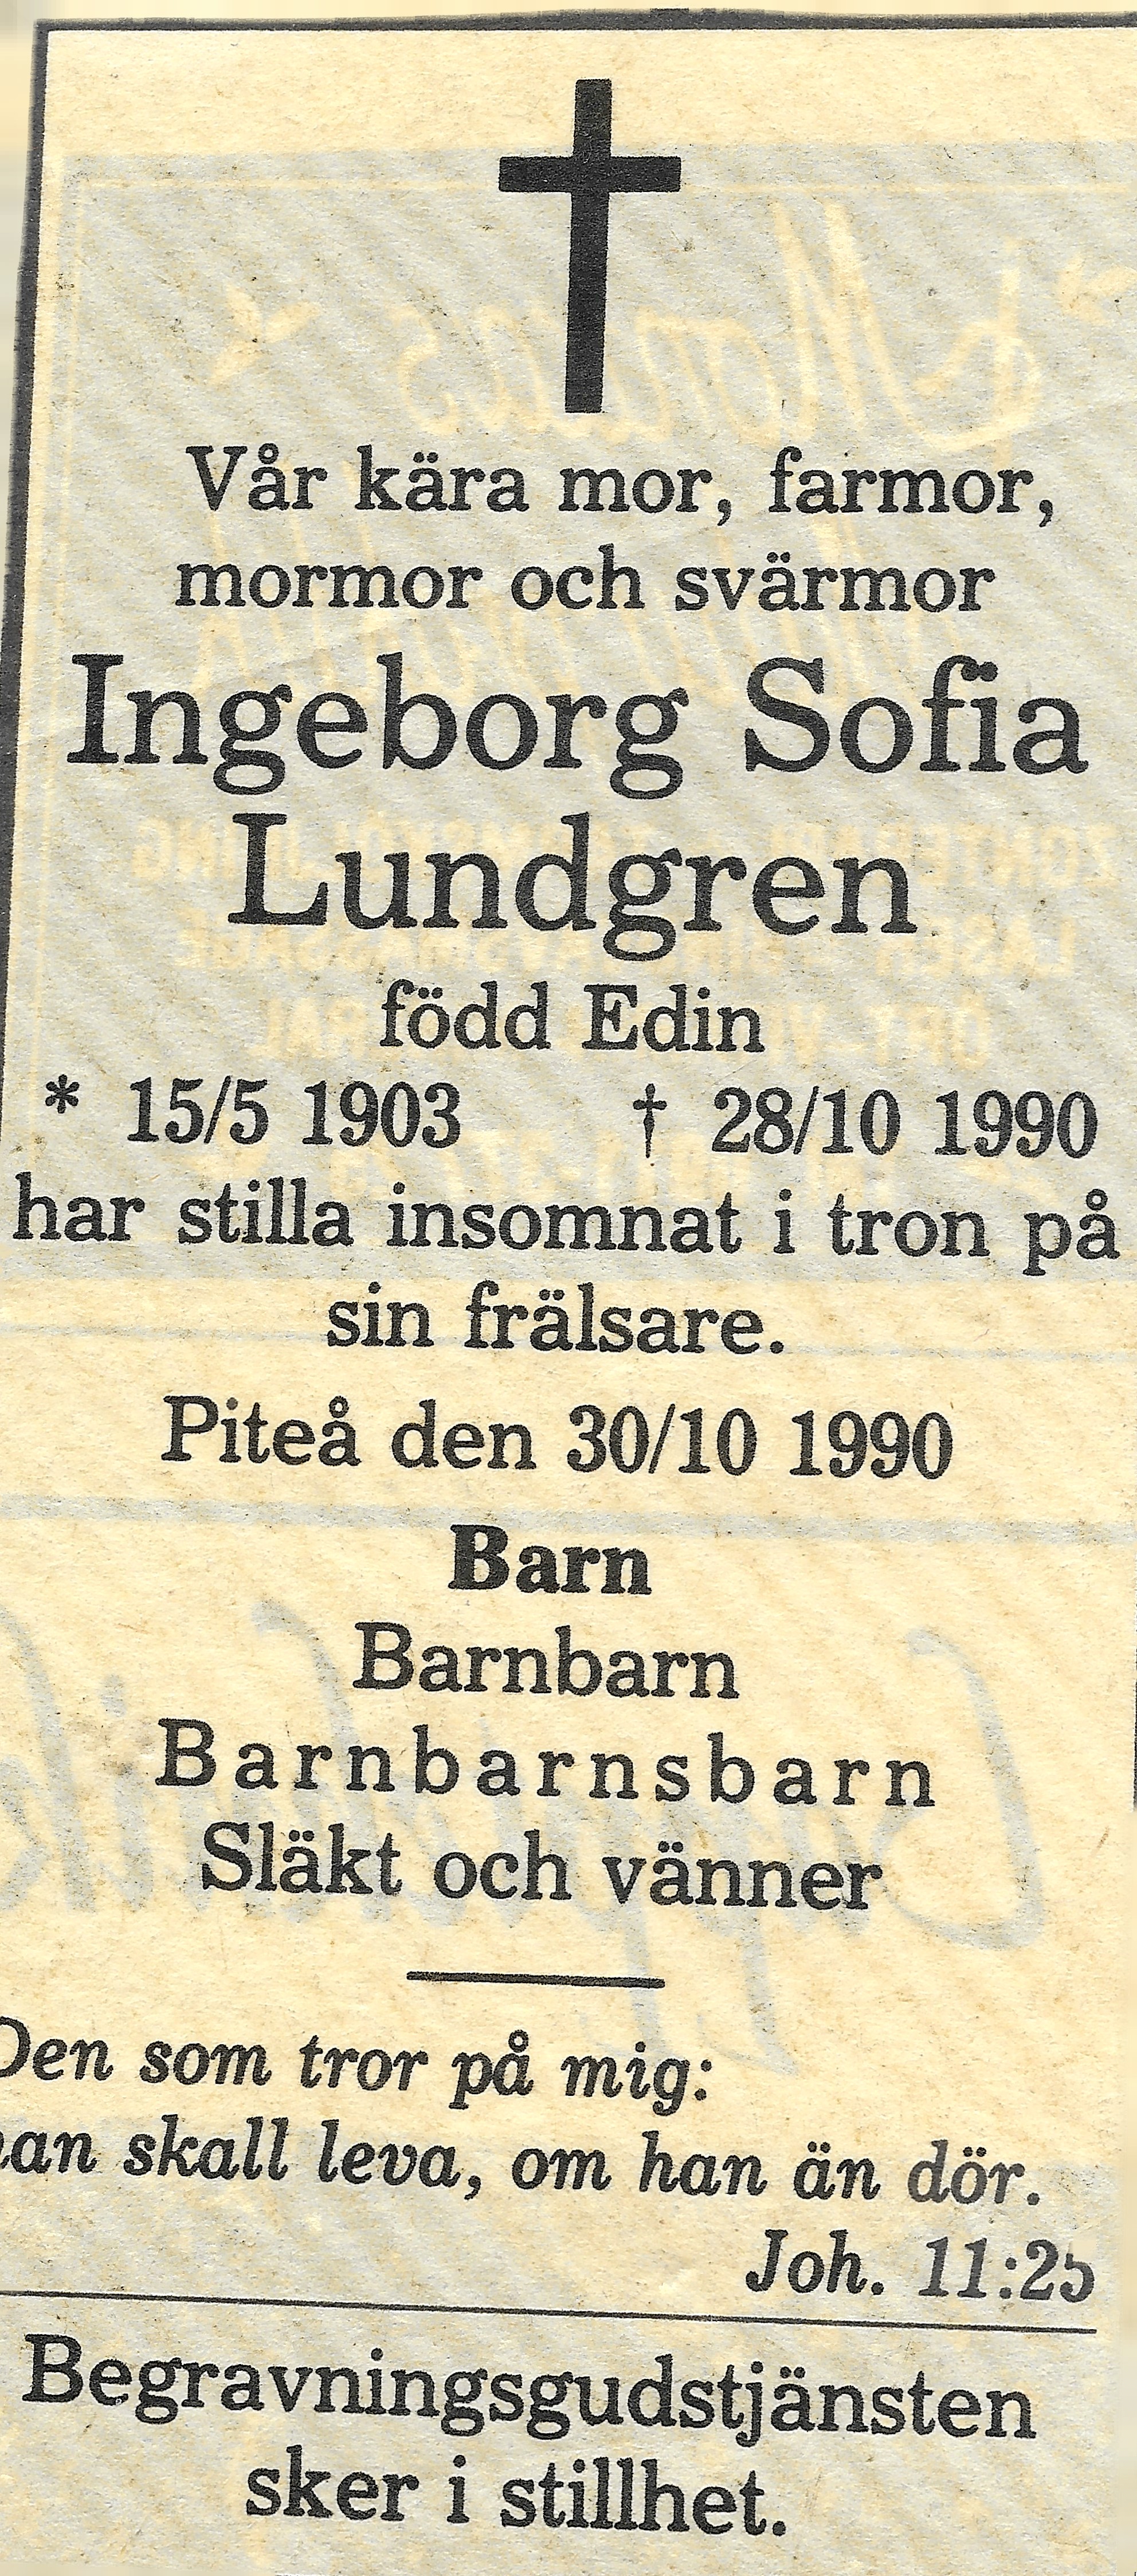 Vår kära mor, farmor,
mormor och svärmor
Ingeborg Sofia
Lundgren
född Edin
* 15/5 1903 † 28/10 1990
har stilla insomnat i tron på
sin frälsare.
Piteå den 30/10 1990
Barn
Barnbarn
Barnbarnsbarn
Släkt och vänner
Den som tror på mig:
han skall leva, om han än dör.
Joh. 11:25
Begravningsgudstjänsten
sker i stillhet.